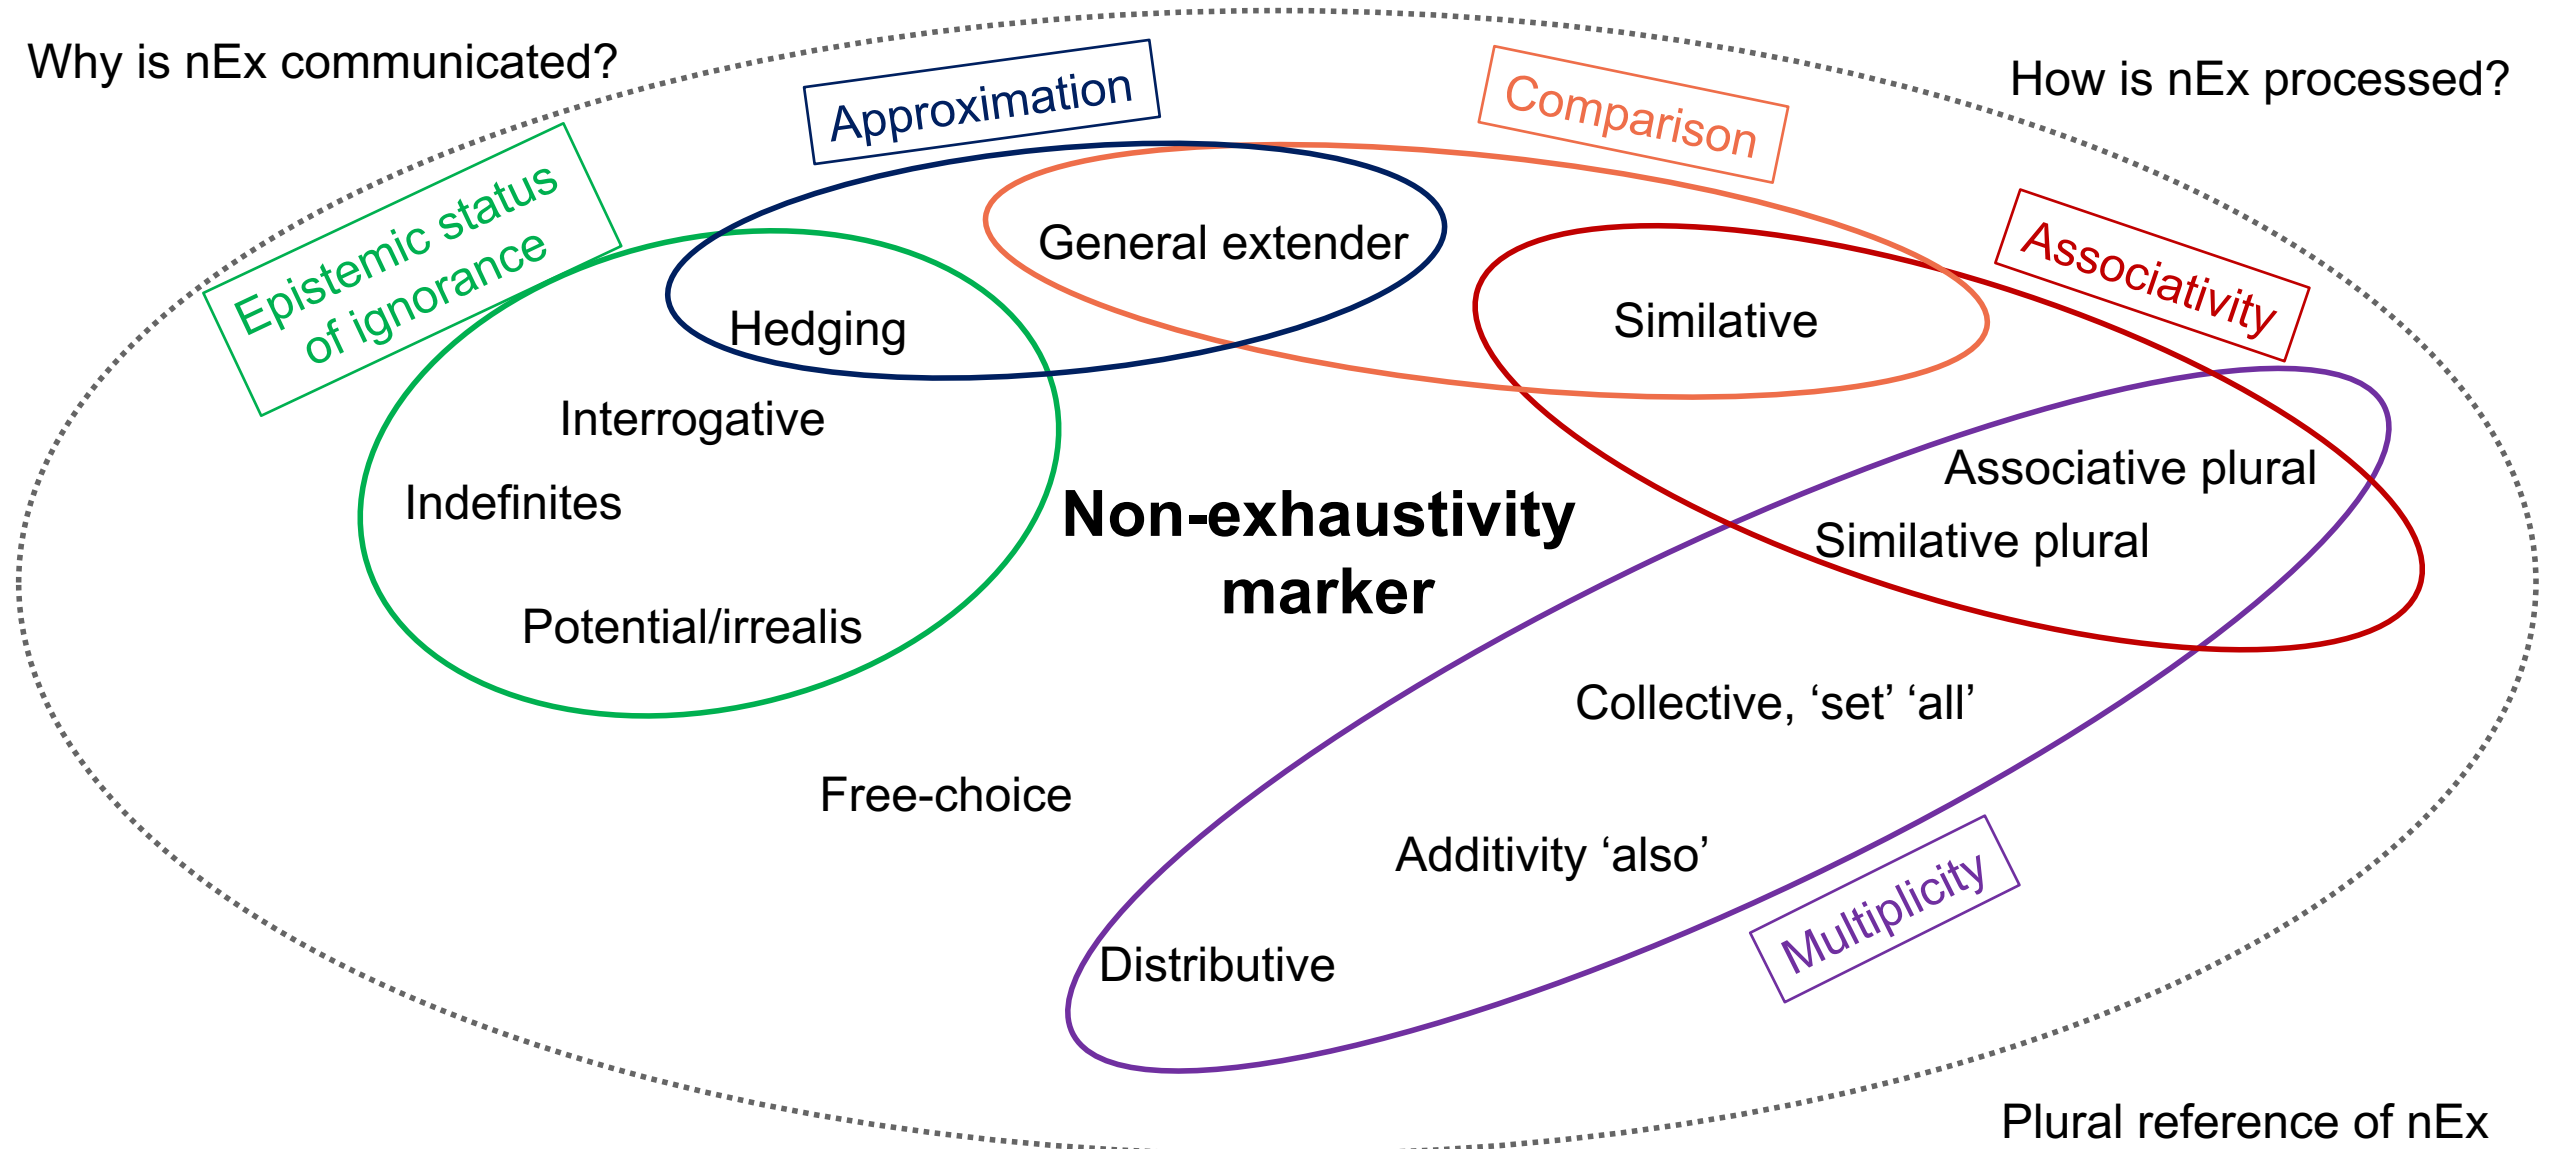 Why is nEx communicated?
How is nEx processed?
Approximation
Comparison
Epistemic status
of ignorance
Associativity
General extender
Hedging
Similative
Interrogative
Indefinites
Associative plural
Non-exhaustivity
marker
Similative plural
Potential/irrealis
Collective, ‘set’ ‘all’
Free-choice
Additivity ‘also’
Multiplicity
Distributive
Plural reference of nEx